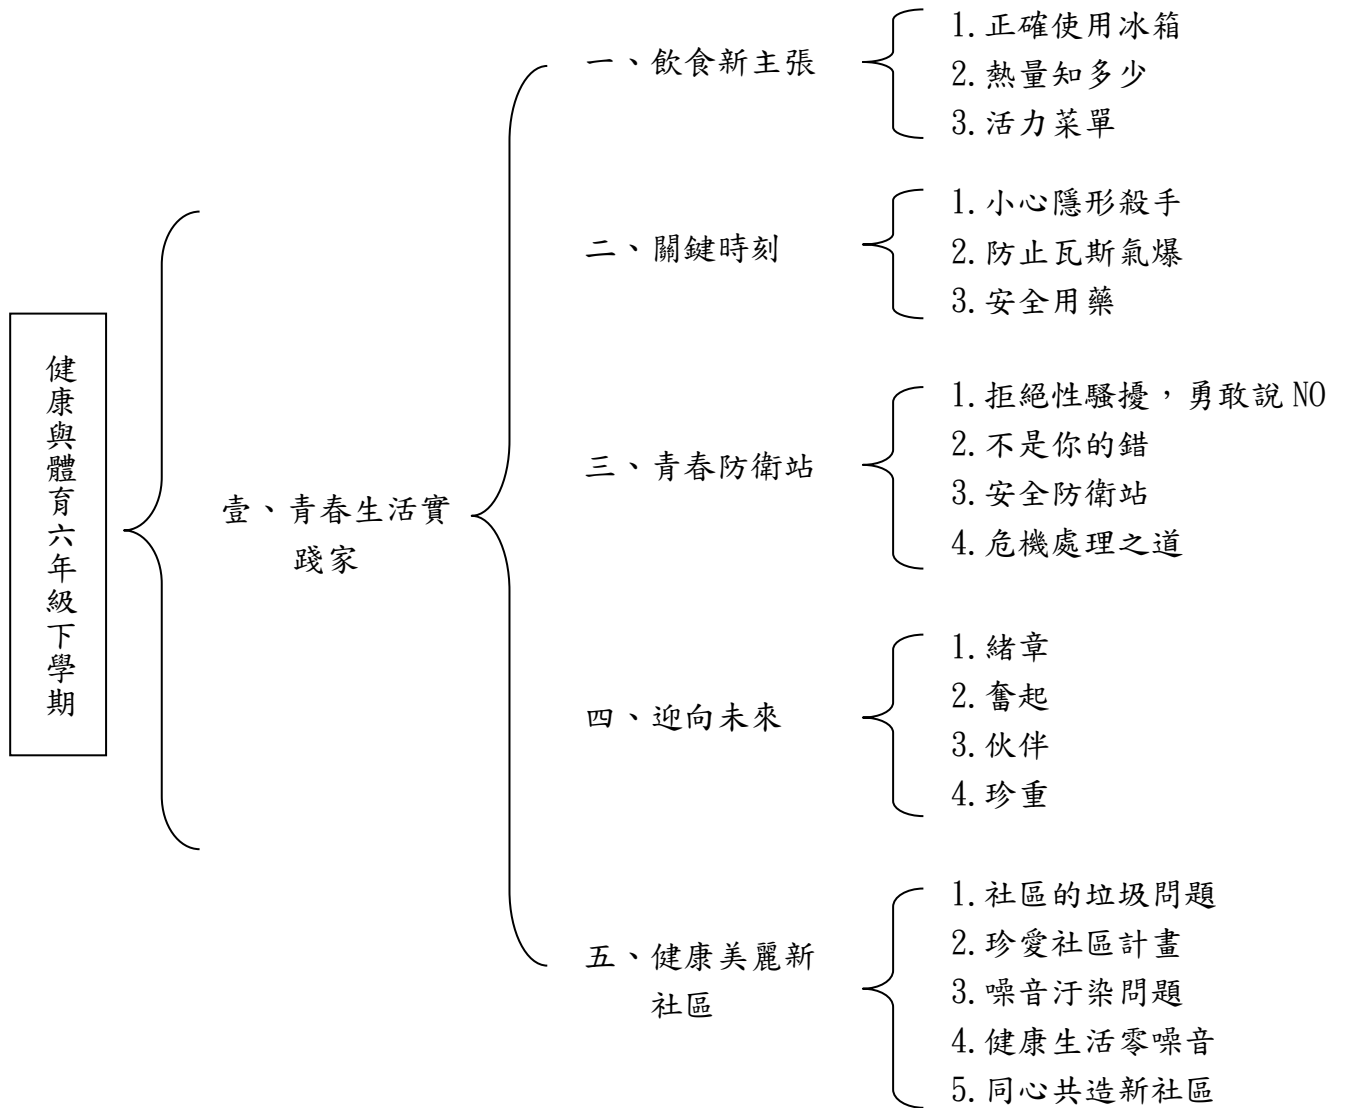 健康與體育六年級下學期
壹、青春生活實
踐家
一、飲食新主張
1.正確使用冰箱
2.熱量知多少
3.活力菜單
二、關鍵時刻
1.小心隱形殺手
2.防止瓦斯氣爆
3.安全用藥
三、青春防衛站
1.拒絕性騷擾，勇敢說 NO
2.不是你的錯
3.安全防衛站
4.危機處理之道
四、迎向未來
1.緒章
2.奮起
3.伙伴
4.珍重
五、健康美麗新
社區
1.社區的垃圾問題
2.珍愛社區計畫
3.噪音汙染問題
4.健康生活零噪音
5.同心共造新社區